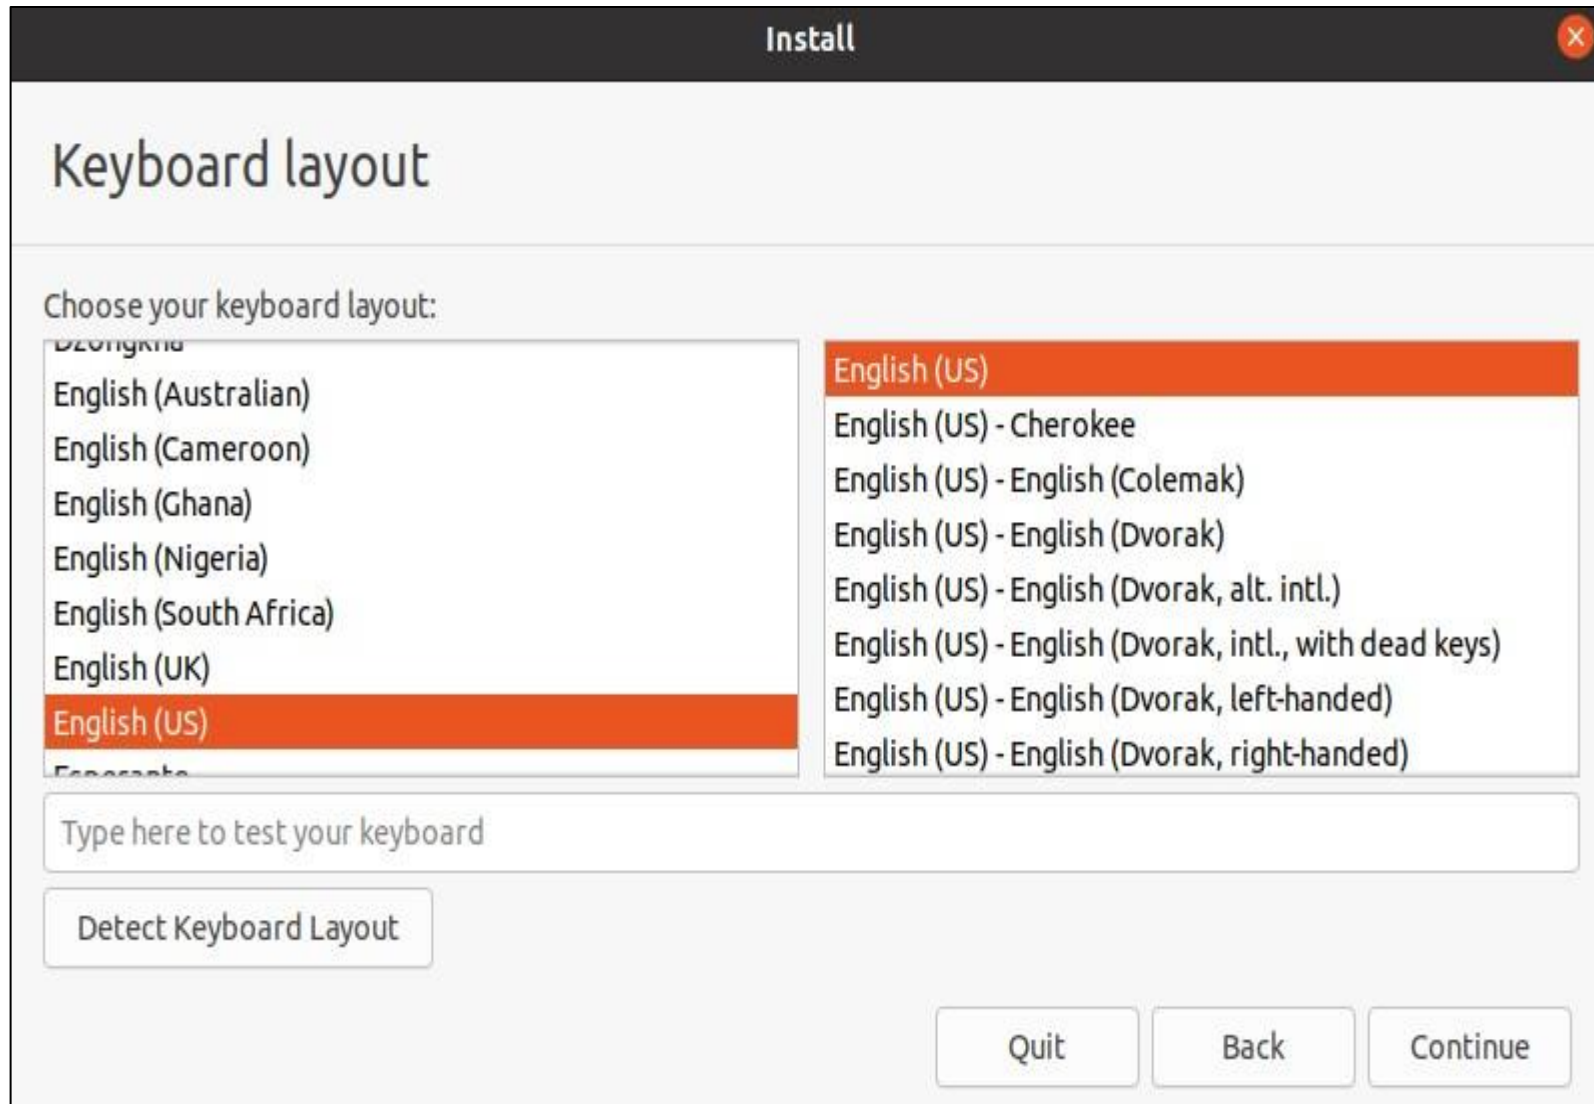 Install
Keyboard layout
Choose your keyboard layout:
Dzongkha
English (Australian)
English (Cameroon)
English (Ghana)
English (Nigeria)
English (South Africa)
English (UK)
English (US)
Esperanto
English (US)
English (US) - Cherokee
English (US) - English (Colemak)
English (US) - English (Dvorak)
English (US) - English (Dvorak, alt. intl.)
English (US) - English (Dvorak, intl., with dead keys)
English (US) - English (Dvorak, left-handed)
English (US) - English (Dvorak, right-handed)
Type here to test your keyboard
Detect Keyboard Layout
Quit
Back
Continue